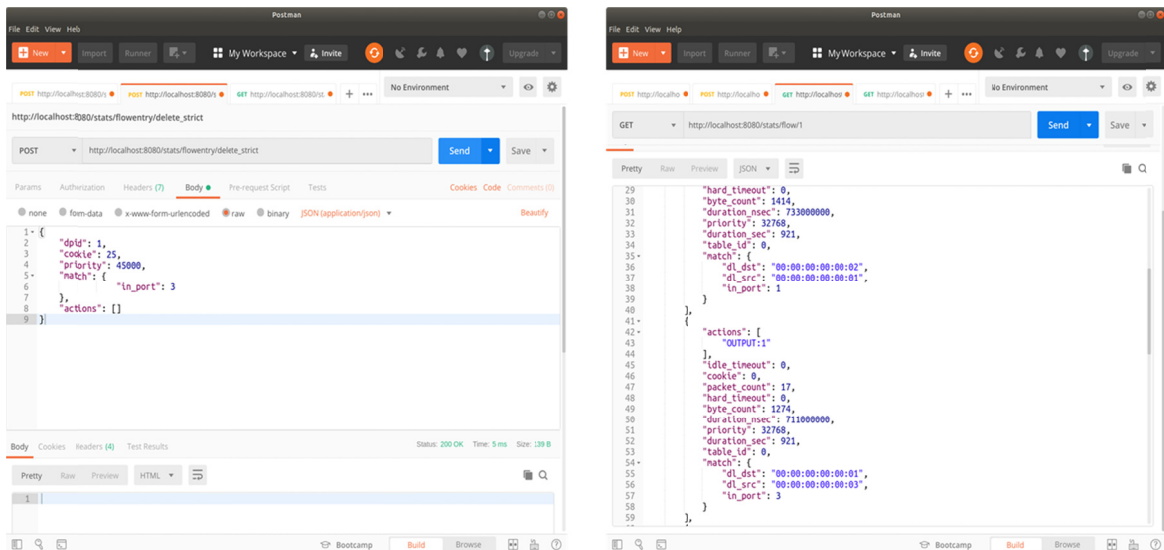 Postman
File Edit View Heb
New Import Runner My Workspace Invite Upgrade
POST http://localhost:8080/s POST http://localhost:8080/s GET http://localhost:8080/st. + ••• No Environment
http://localhost:8080/stats/flowentry/delete_strict
POST http://localhost:8080/stats/flowentry/delete_strict Send Save
Params Authorization Headers (7) Body Pre-request Script Tests Cookies Code Comments (0)
none fom-data x-www-form-urlencoded raw binary JSON (application/json) Beautify
1 {
2 "dpid": 1,
3 "cookie": 25,
4 "priority": 45000,
5 "match": {
6 "in_port": 3
7 },
8 "actions": []
9 }
Body Cookies Headers (4) Test Results Status: 200 OK Time: 5 ms Size: 139 B
Pretty Raw Preview HTML
1
Bootcamp Build Browse
Postman
File Edit View Help
New Import Runner My Workspace Invite Upgrade
POST http://localho POST http://localho GET http://localhos GET http://localhos + ••• No Environment
GET http://localhost:8080/stats/flow/1 Send Save
Pretty Raw Preview JSON
29 "hard_timeout": 0,
30 "byte_count": 1414,
31 "duration_nsec": 733000000,
32 "priority": 32768,
33 "duration_sec": 921,
34 "table_id": 0,
35 "match": {
36 "dl_dst": "00:00:00:00:00:02",
37 "dl_src": "00:00:00:00:00:01",
38 "in_port": 1
39 }
40 ],
41 {
42 "actions": [
43 "OUTPUT:1"
44 ],
45 "idle_timeout": 0,
46 "cookie": 0,
47 "packet_count": 17,
48 "hard_timeout": 0,
49 "byte_count": 1274,
50 "duration_nsec": 711000000,
51 "priority": 32768,
52 "duration_sec": 921,
53 "table_id": 0,
54 "match": {
55 "dl_dst": "00:00:00:00:00:01",
56 "dl_src": "00:00:00:00:00:03",
57 "in_port": 3
58 }
59 ],
Bootcamp Build Browse